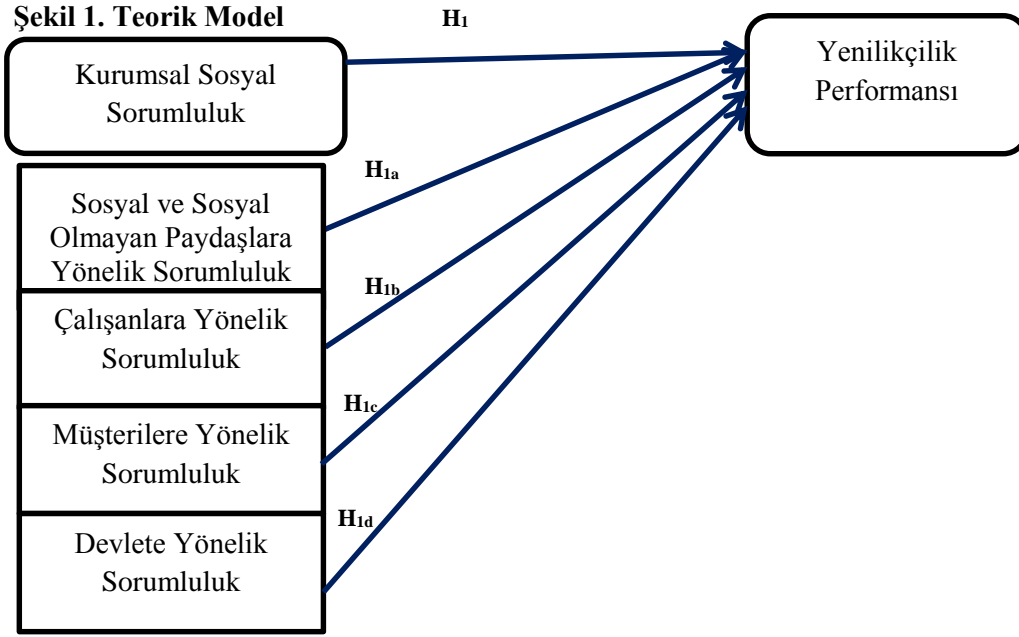 Şekil 1. Teorik Model
H1
Kurumsal Sosyal
Sorumluluk
Yenilikçilik
Performansı
H1a
Sosyal ve Sosyal
Olmayan Paydaşlara
Yönelik Sorumluluk
H1b
Çalışanlara Yönelik
Sorumluluk
H1c
Müşterilere Yönelik
Sorumluluk
H1d
Devlete Yönelik
Sorumluluk